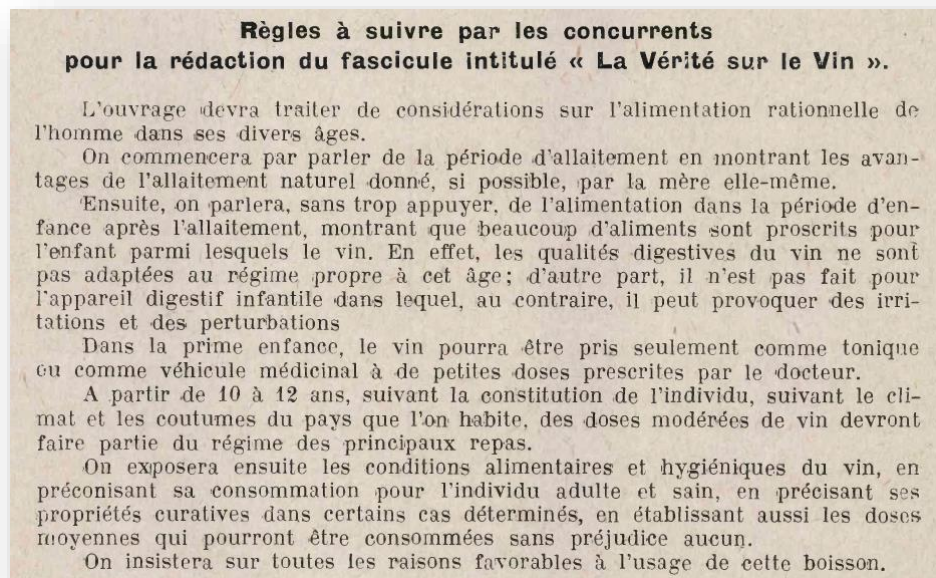 Règles à suivre par les concurrents
pour la rédaction du fascicule intitulé « La Vérité sur le Vin ».
L'ouvrage devra traiter de considérations sur l'alimentation rationnelle de
l'homme dans ses divers âges.
On commencera par parler de la période d'allaitement en montrant les avan-
tages de l'allaitement naturel donné, si possible, par la mère elle-même.
Ensuite, on parlera, sans trop appuyer, de l'alimentation dans la période d'en-
fance après l'allaitement, montrant que beaucoup d'aliments sont proscrits pour
l'enfant parmi lesquels le vin. En effet, les qualités digestives du vin ne sont
pas adaptées au régime propre à cet âge; d'autre part, il n'est pas fait pour
l'appareil digestif infantile dans lequel, au contraire, il peut provoquer des irri-
tations et des perturbations
Dans la prime enfance, le vin pourra être pris seulement comme tonique
ou comme véhicule médicinal à de petites doses prescrites par le docteur.
A partir de 10 à 12 ans, suivant la constitution de l'individu, suivant le cli-
mat et les coutumes du pays que l'on habite, des doses modérées de vin devront
faire partie du régime des principaux repas.
On exposera ensuite les conditions alimentaires et hygiéniques du vin, en
préconisant sa consommation pour l'individu adulte et sain, en précisant ses
propriétés curatives dans certains cas déterminés, en établissant aussi les doses
moyennes qui pourront être consommées sans préjudice aucun.
On insistera sur toutes les raisons favorables à l'usage de cette boisson.